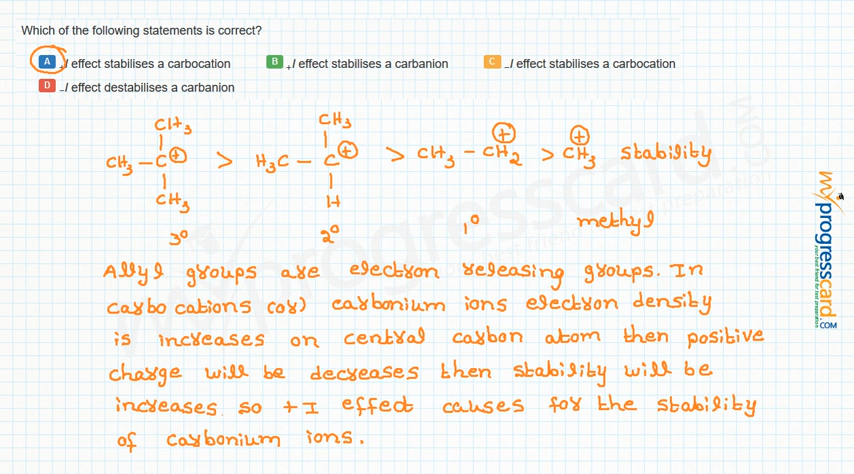 Which of the following statements is correct?
A +I effect stabilises a carbocation B +I effect stabilises a carbanion C –I effect stabilises a carbocation
D –I effect destabilises a carbanion
CH3 – C⊕ (CH3) (CH3) > H3C – C⊕ (CH3) (H) > CH3 – CH2⊕ > CH3⊕ stability
3° 2° 1° methyl
Allyl groups are electron releasing groups. In
carbo cations (or) carbonium ions electron density
is increases on central carbon atom then positive
charge will be decreases then stability will be
increases so +I effect causes for the stability
of carbonium ions.
myprogresscard.COM